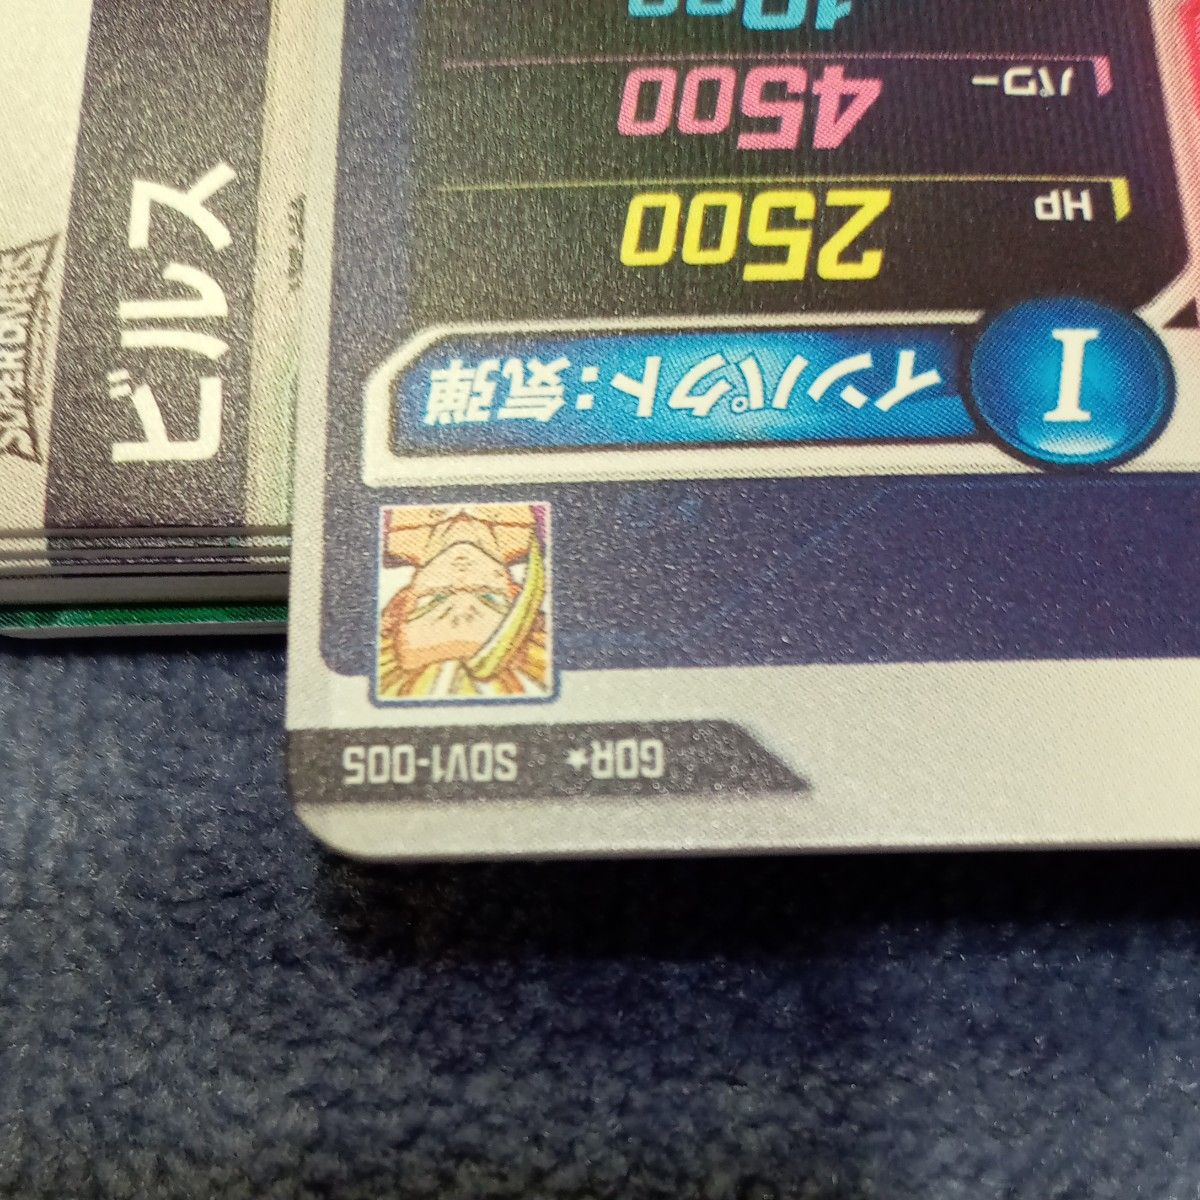 GDR★ SDV1-005
I インパクト:気弾
HP 2500
パワー 4500
ビルス